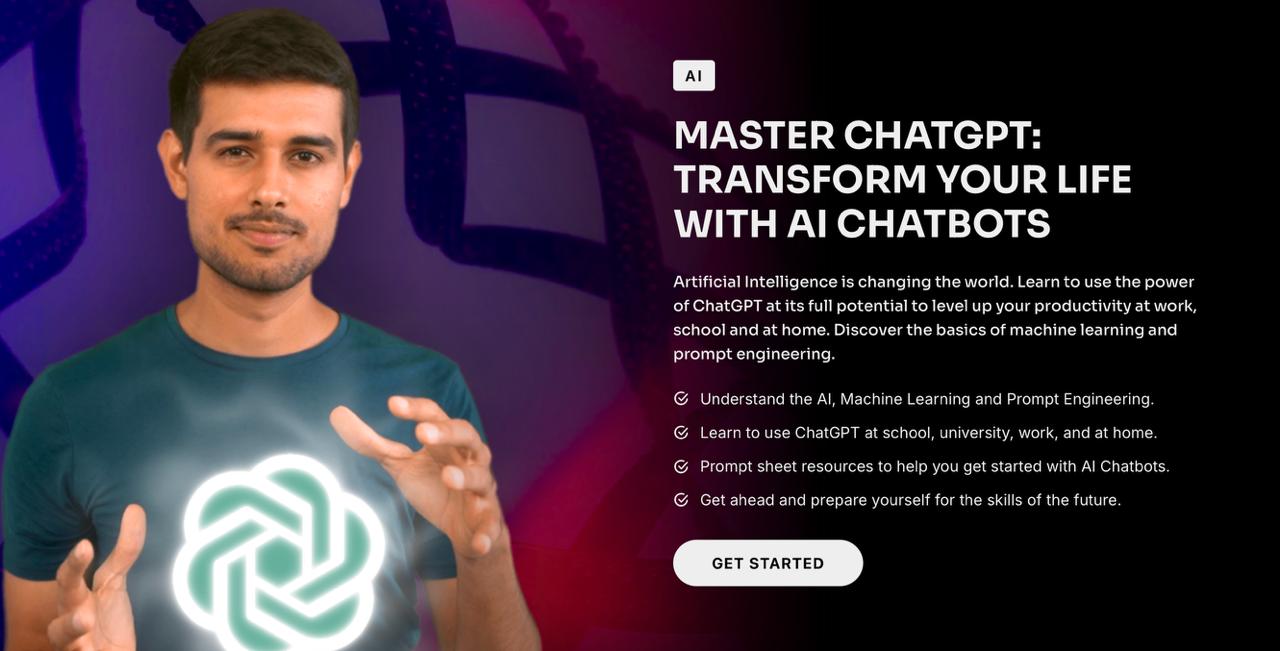 AI
MASTER CHATGPT:
TRANSFORM YOUR LIFE
WITH AI CHATBOTS
Artificial Intelligence is changing the world. Learn to use the power
of ChatGPT at its full potential to level up your productivity at work,
school and at home. Discover the basics of machine learning and
prompt engineering.
Understand the AI, Machine Learning and Prompt Engineering.
Learn to use ChatGPT at school, university, work, and at home.
Prompt sheet resources to help you get started with AI Chatbots.
Get ahead and prepare yourself for the skills of the future.
GET STARTED